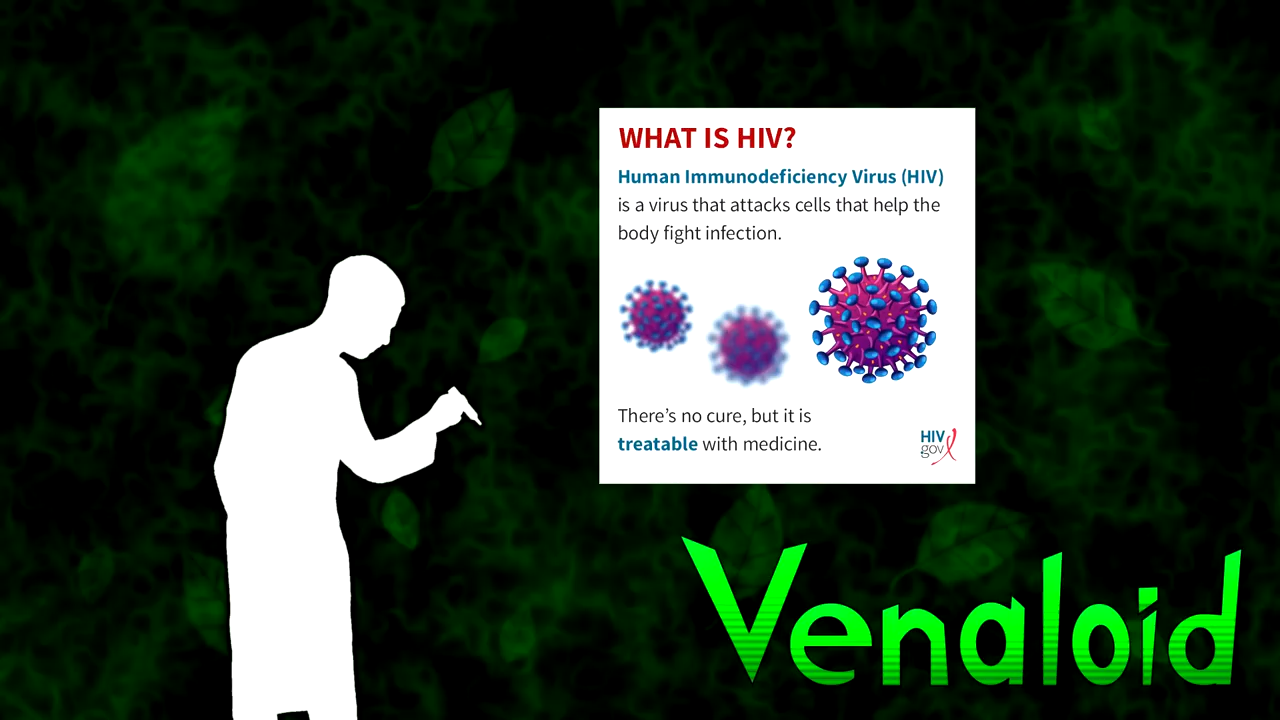 WHAT IS HIV?
Human Immunodeficiency Virus (HIV)
is a virus that attacks cells that help the
body fight infection.
There's no cure, but it is
treatable with medicine.
HIV
gov
Venaloid